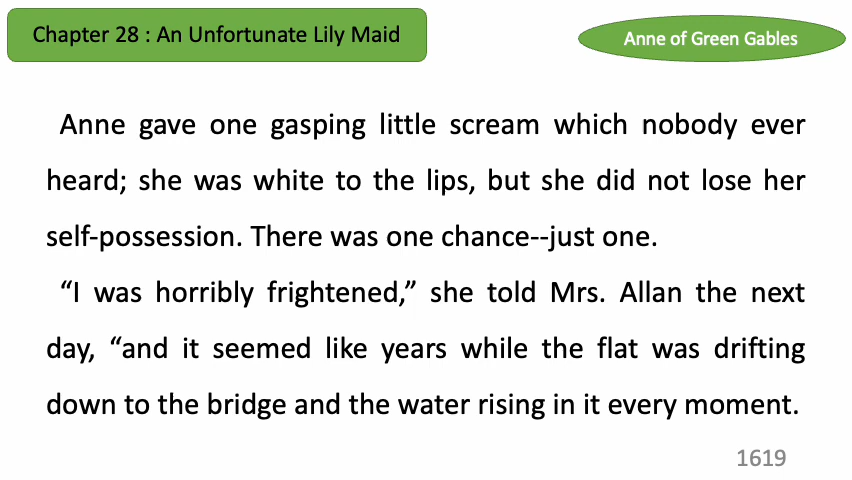 Chapter 28 : An Unfortunate Lily Maid
Anne of Green Gables
Anne gave one gasping little scream which nobody ever
heard; she was white to the lips, but she did not lose her
self-possession. There was one chance--just one.
“I was horribly frightened,” she told Mrs. Allan the next
day, “and it seemed like years while the flat was drifting
down to the bridge and the water rising in it every moment.
1619